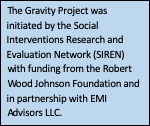 The Gravity Project was
initiated by the Social
Interventions Research and
Evaluation Network (SIREN)
with funding from the Robert
Wood Johnson Foundation and
in partnership with EMI
Advisors LLC.